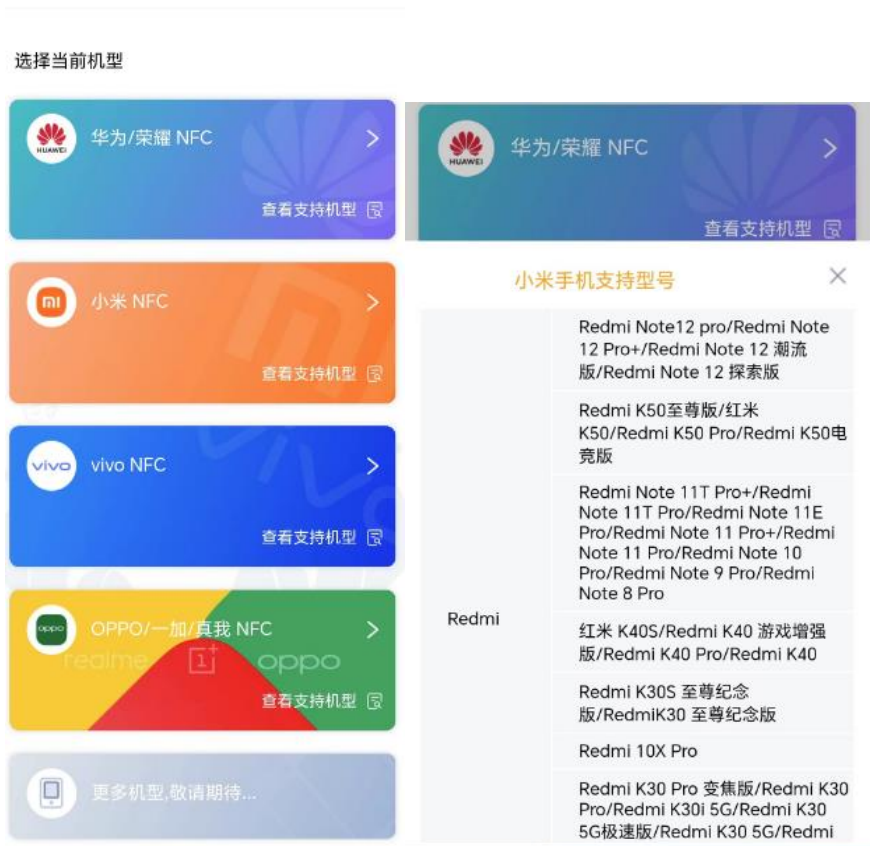 选择当前机型
HUAWEI
华为/荣耀 NFC
查看支持机型
小米 NFC
查看支持机型
vivo
vivo NFC
查看支持机型
oppo
OPPO/一加/真我 NFC
realme
oppo
查看支持机型
更多机型,敬请期待...
HUAWEI
华为/荣耀 NFC
查看支持机型
小米手机支持型号
Redmi
Redmi Note12 pro/Redmi Note
12 Pro+/Redmi Note 12 潮流
版/Redmi Note 12 探索版
Redmi K50至尊版/红米
K50/Redmi K50 Pro/Redmi K50电
竞版
Redmi Note 11T Pro+/Redmi
Note 11T Pro/Redmi Note 11E
Pro/Redmi Note 11 Pro+/Redmi
Note 11 Pro/Redmi Note 10
Pro/Redmi Note 9 Pro/Redmi
Note 8 Pro
红米 K40S/Redmi K40 游戏增强
版/Redmi K40 Pro/Redmi K40
Redmi K30S 至尊纪念
版/RedmiK30 至尊纪念版
Redmi 10X Pro
Redmi K30 Pro 变焦版/Redmi K30
Pro/Redmi K30i 5G/Redmi K30
5G极速版/Redmi K30 5G/Redmi